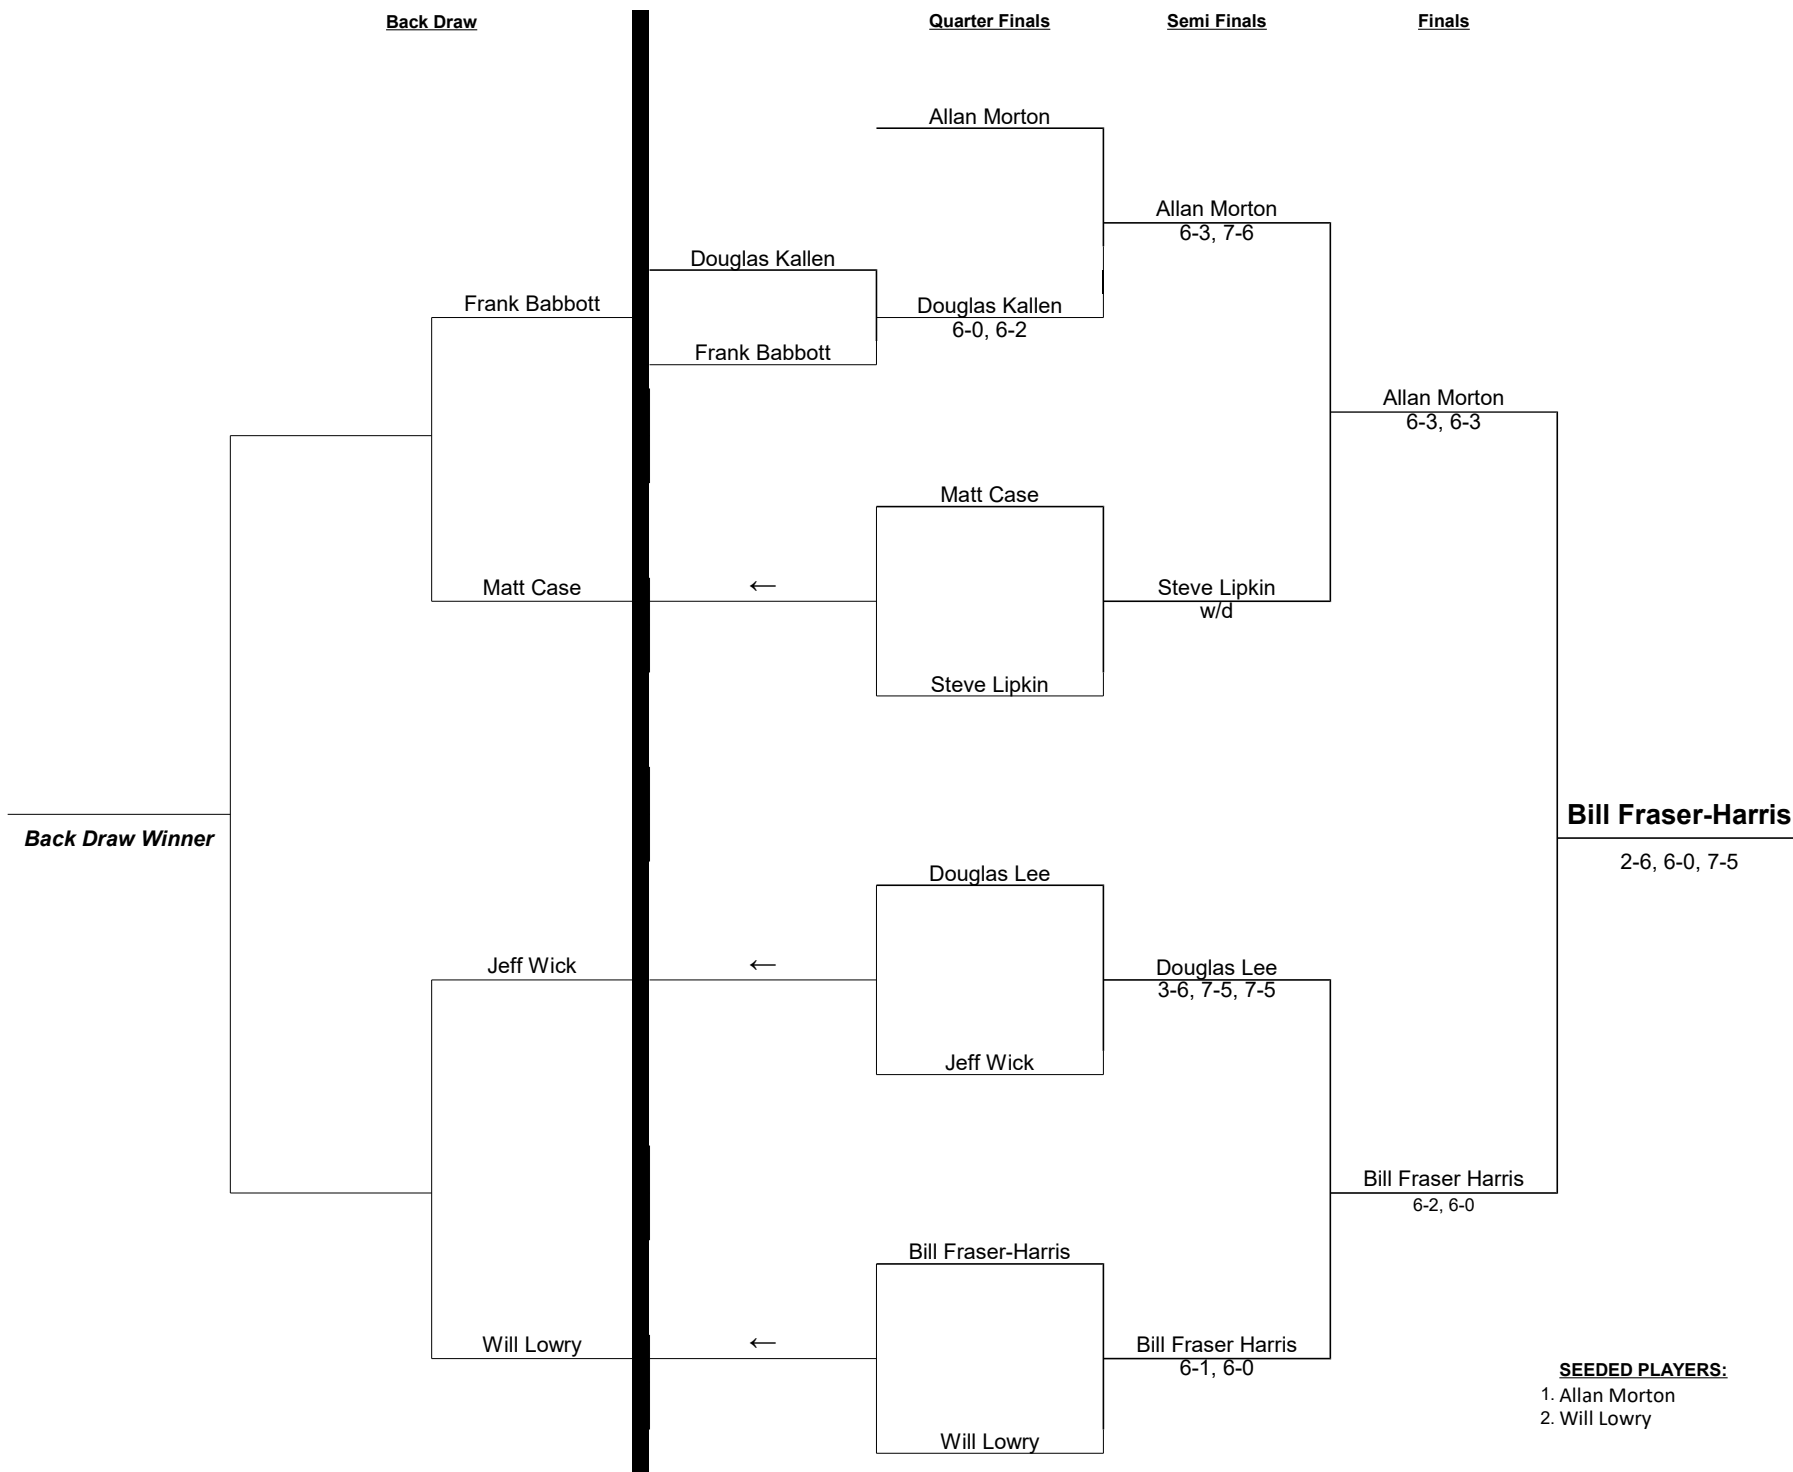 Back Draw
Quarter Finals
Semi Finals
Finals
Allan Morton
Allan Morton
6-3, 7-6
Douglas Kallen
Frank Babbott
Douglas Kallen
6-0, 6-2
Frank Babbott
Allan Morton
6-3, 6-3
Matt Case
Matt Case
←
Steve Lipkin
w/d
Steve Lipkin
Back Draw Winner
Bill Fraser-Harris
2-6, 6-0, 7-5
Douglas Lee
Jeff Wick
←
Douglas Lee
3-6, 7-5, 7-5
Jeff Wick
Bill Fraser Harris
6-2, 6-0
Bill Fraser-Harris
Will Lowry
←
Bill Fraser Harris
6-1, 6-0
Will Lowry
SEEDED PLAYERS:
1. Allan Morton
2. Will Lowry